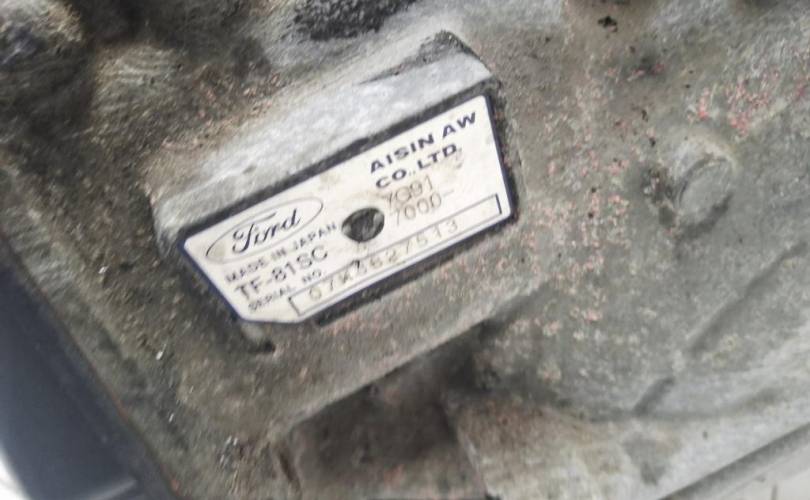 Ford
AISIN AW
CO.,LTD.
MADE IN JAPAN
TF-81SC
7000-
SERIAL NO.